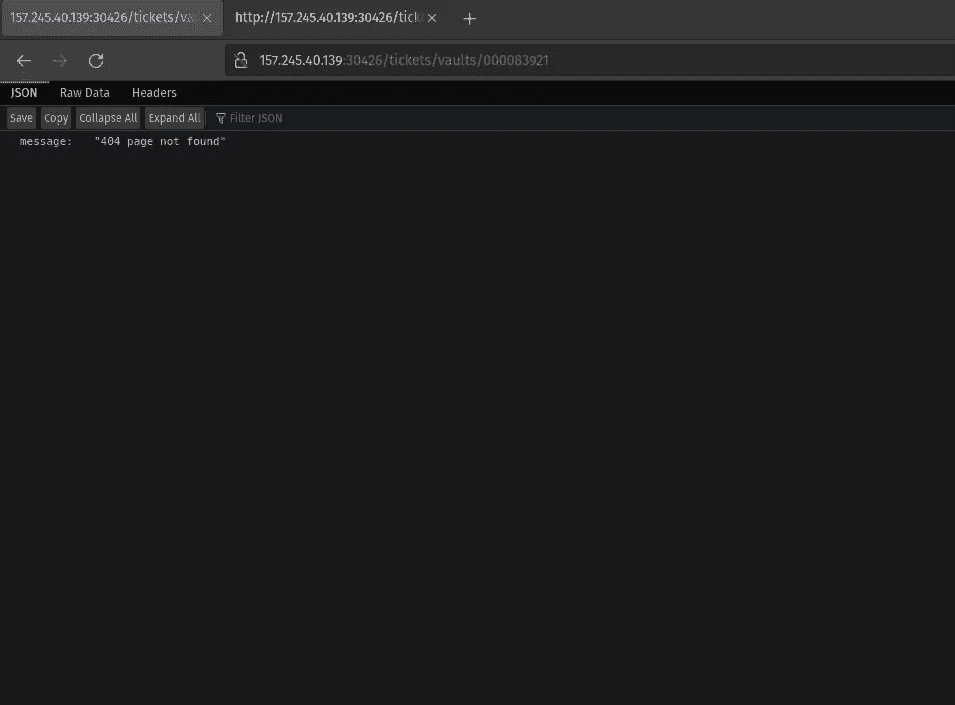 157.245.40.139:30426/tickets/va
http://157.245.40.139:30426/tick
157.245.40.139:30426/tickets/vaults/000083921
JSON Raw Data Headers
Save Copy Collapse All Expand All Filter JSON
message: "404 page not found"